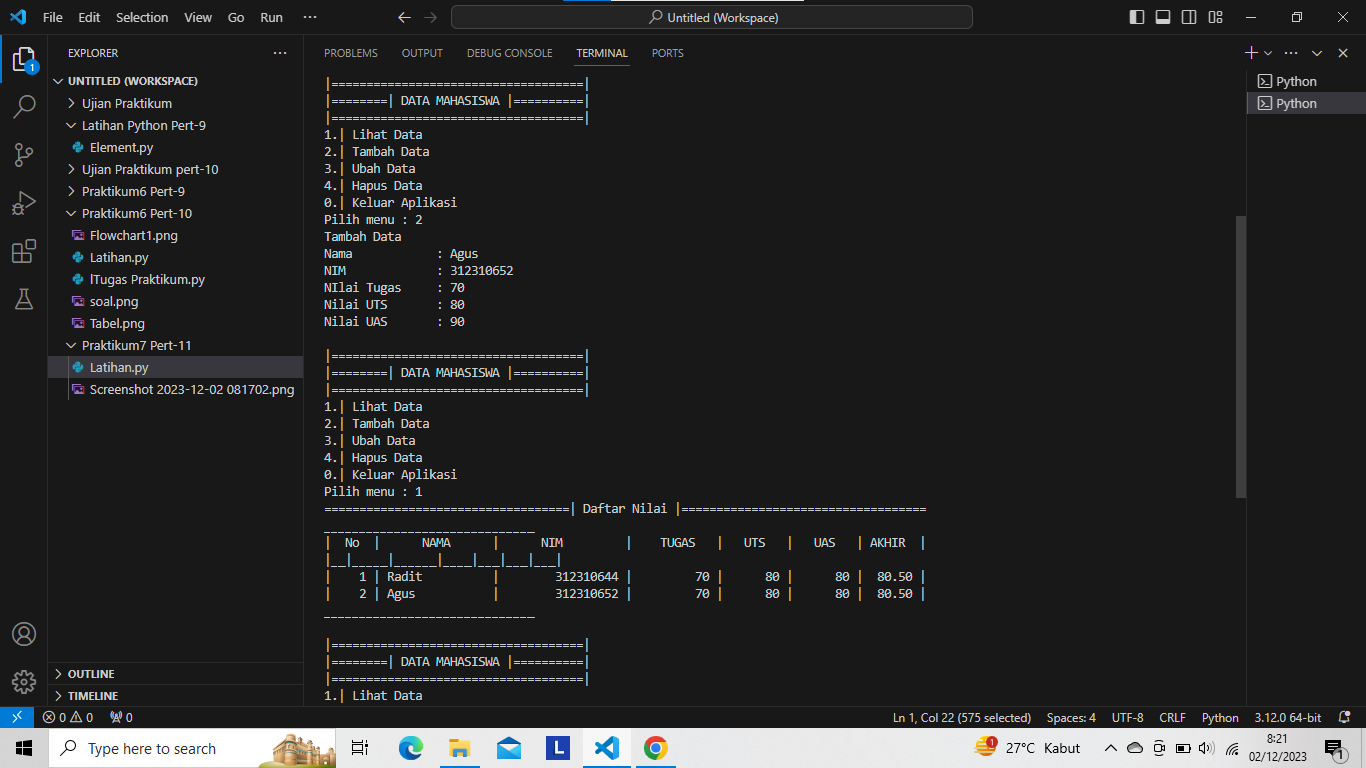 File Edit Selection View Go Run ··· Untitled (Workspace)
EXPLORER ···
UNTITLED (WORKSPACE)
Ujian Praktikum
Latihan Python Pert-9
Element.py
Ujian Praktikum pert-10
Praktikum6 Pert-9
Praktikum6 Pert-10
Flowchart1.png
Latihan.py
lTugas Praktikum.py
soal.png
Tabel.png
Praktikum7 Pert-11
Latihan.py
Screenshot 2023-12-02 081702.png
OUTLINE
TIMELINE
1
PROBLEMS OUTPUT DEBUG CONSOLE TERMINAL PORTS
|====================================|
|========| DATA MAHASISWA |==========|
|====================================|
1.| Lihat Data
2.| Tambah Data
3.| Ubah Data
4.| Hapus Data
0.| Keluar Aplikasi
Pilih menu : 2
Tambah Data
Nama : Agus
NIM : 312310652
NIlai Tugas : 70
Nilai UTS : 80
Nilai UAS : 90
|====================================|
|========| DATA MAHASISWA |==========|
|====================================|
1.| Lihat Data
2.| Tambah Data
3.| Ubah Data
4.| Hapus Data
0.| Keluar Aplikasi
Pilih menu : 1
===================================| Daftar Nilai |===================================
______________________________
| No | NAMA | NIM | TUGAS | UTS | UAS | AKHIR |
|__|_____|______|____|___|___|___|
| 1 | Radit | 312310644 | 70 | 80 | 80 | 80.50 |
| 2 | Agus | 312310652 | 70 | 80 | 80 | 80.50 |
______________________________
|====================================|
|========| DATA MAHASISWA |==========|
|====================================|
1.| Lihat Data
Python
Python
0 0 0 Ln 1, Col 22 (575 selected) Spaces: 4 UTF-8 CRLF Python 3.12.0 64-bit
Type here to search L 1 27°C Kabut 8:21
02/12/2023 1